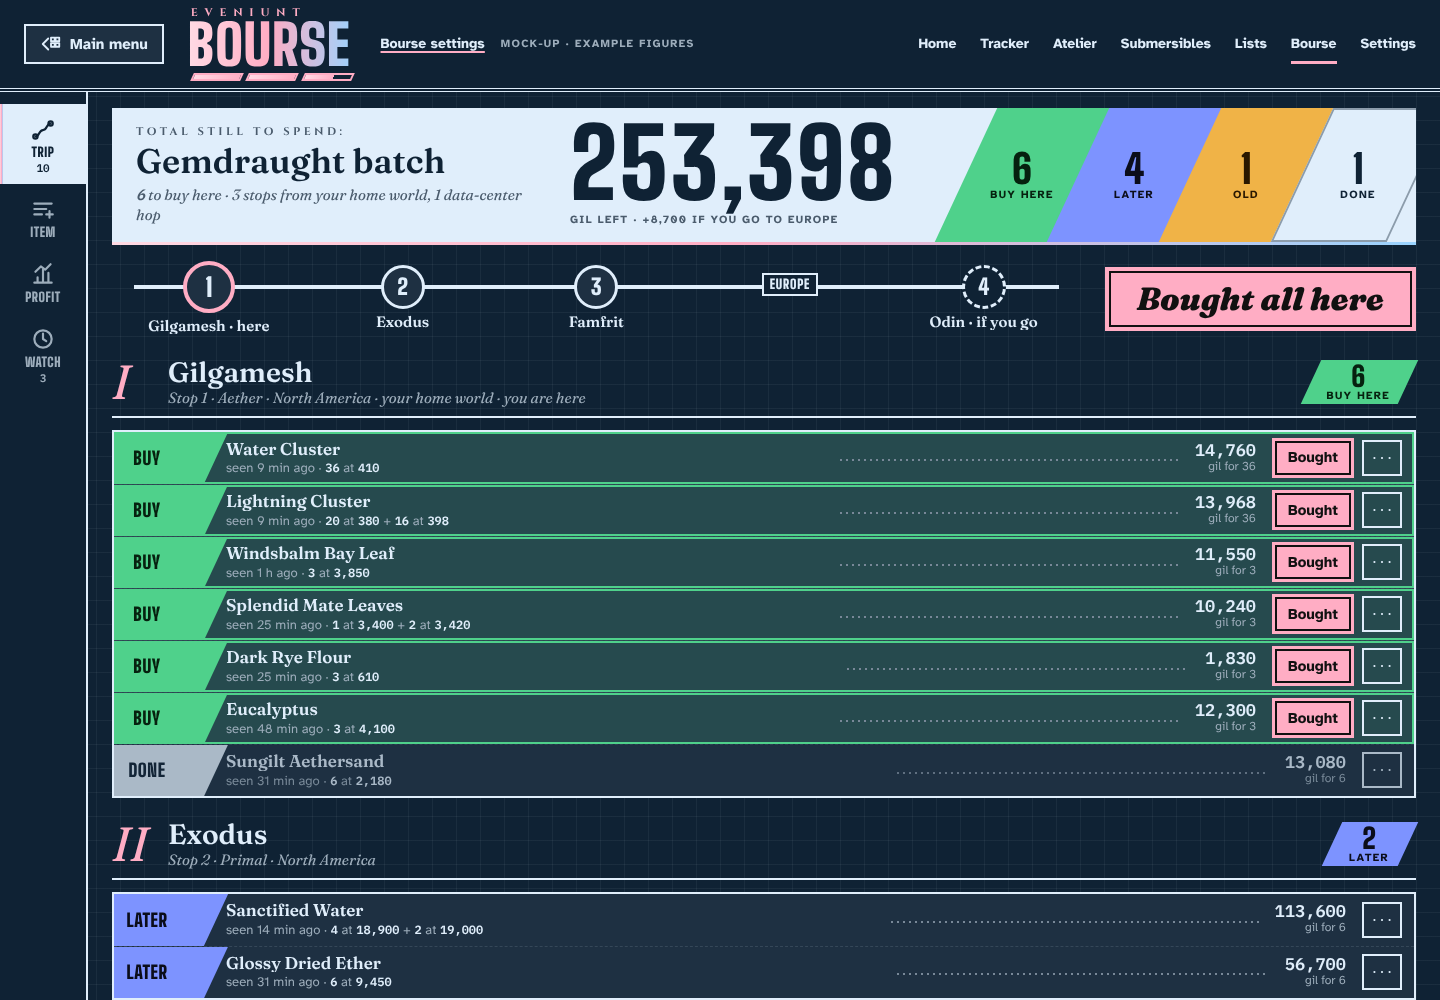 Main menu
EVENIUNT
BOURSE
Bourse settings
MOCK-UP · EXAMPLE FIGURES
Home
Tracker
Atelier
Submersibles
Lists
Bourse
Settings
TRIP
10
ITEM
PROFIT
WATCH
3
TOTAL STILL TO SPEND:
Gemdraught batch
6 to buy here · 3 stops from your home world, 1 data-center
hop
253,398
GIL LEFT · +8,700 IF YOU GO TO EUROPE
6
BUY HERE
4
LATER
1
OLD
1
DONE
1
Gilgamesh · here
2
Exodus
3
Famfrit
EUROPE
4
Odin · if you go
Bought all here
I
Gilgamesh
Stop 1 · Aether · North America · your home world · you are here
6
BUY HERE
BUY
Water Cluster
seen 9 min ago · 36 at 410
14,760
gil for 36
Bought
...
BUY
Lightning Cluster
seen 9 min ago · 20 at 380 + 16 at 398
13,968
gil for 36
Bought
...
BUY
Windsbalm Bay Leaf
seen 1 h ago · 3 at 3,850
11,550
gil for 3
Bought
...
BUY
Splendid Mate Leaves
seen 25 min ago · 1 at 3,400 + 2 at 3,420
10,240
gil for 3
Bought
...
BUY
Dark Rye Flour
seen 25 min ago · 3 at 610
1,830
gil for 3
Bought
...
BUY
Eucalyptus
seen 48 min ago · 3 at 4,100
12,300
gil for 3
Bought
...
DONE
Sungilt Aethersand
seen 31 min ago · 6 at 2,180
13,080
gil for 6
...
II
Exodus
Stop 2 · Primal · North America
2
LATER
LATER
Sanctified Water
seen 14 min ago · 4 at 18,900 + 2 at 19,000
113,600
gil for 6
...
LATER
Glossy Dried Ether
seen 31 min ago · 6 at 9,450
56,700
gil for 6
...